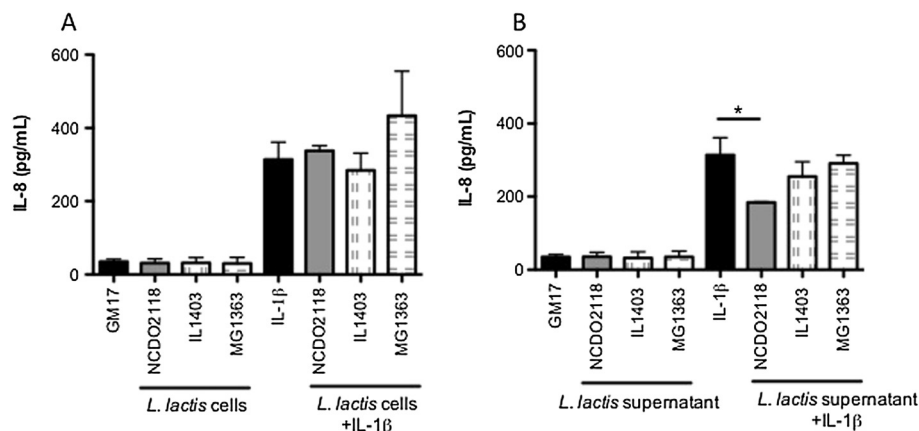 A
600
400
200
0
IL-8 (pg/mL)
GM17
NCDO2118
IL1403
MG1363
IL-1β
NCDO2118
IL1403
MG1363
L. lactis cells
L. lactis cells
+IL-1β
B
600
400
200
0
IL-8 (pg/mL)
*
GM17
NCDO2118
IL1403
MG1363
IL-1β
NCDO2118
IL1403
MG1363
L. lactis supernatant
L. lactis supernatant
+IL-1β